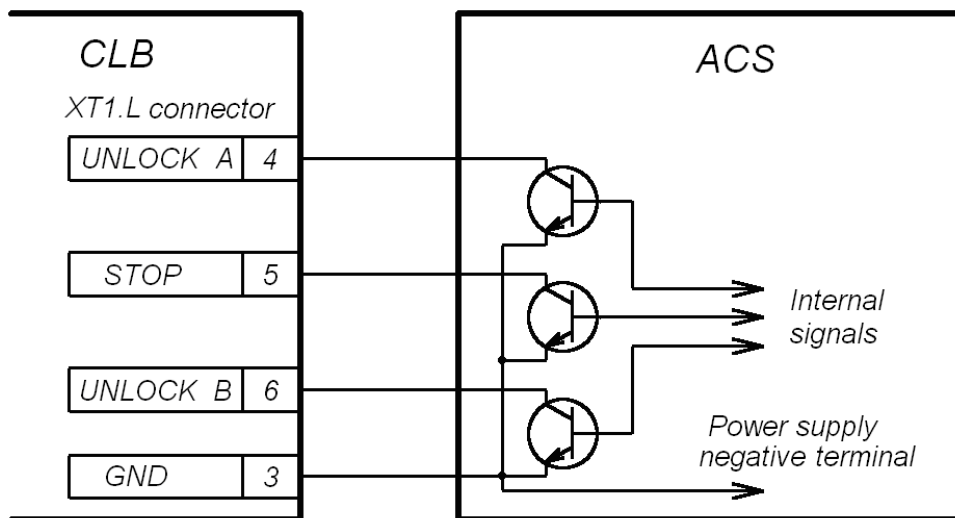 CLB
ACS
XT1.L connector
UNLOCK A 4
STOP 5
UNLOCK B 6
GND 3
Internal
signals
Power supply
negative terminal